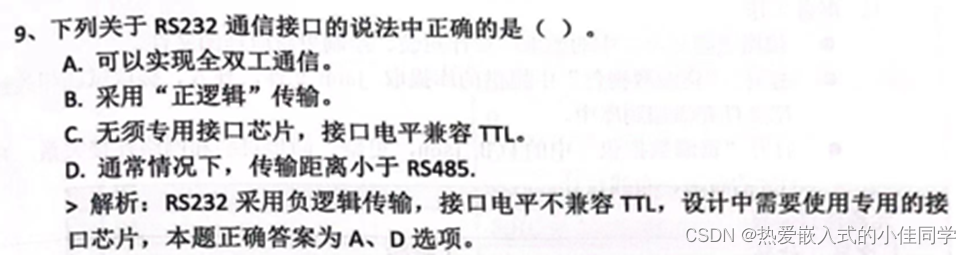 9、下列关于 RS232 通信接口的说法中正确的是（ ）。
A. 可以实现全双工通信。
B. 采用“正逻辑”传输。
C. 无须专用接口芯片，接口电平兼容 TTL。
D. 通常情况下，传输距离小于 RS485.
> 解析：RS232 采用负逻辑传输，接口电平不兼容 TTL，设计中需要使用专用的接
口芯片，本题正确答案为 A、D 选项。
CSDN @热爱嵌入式的小佳同学